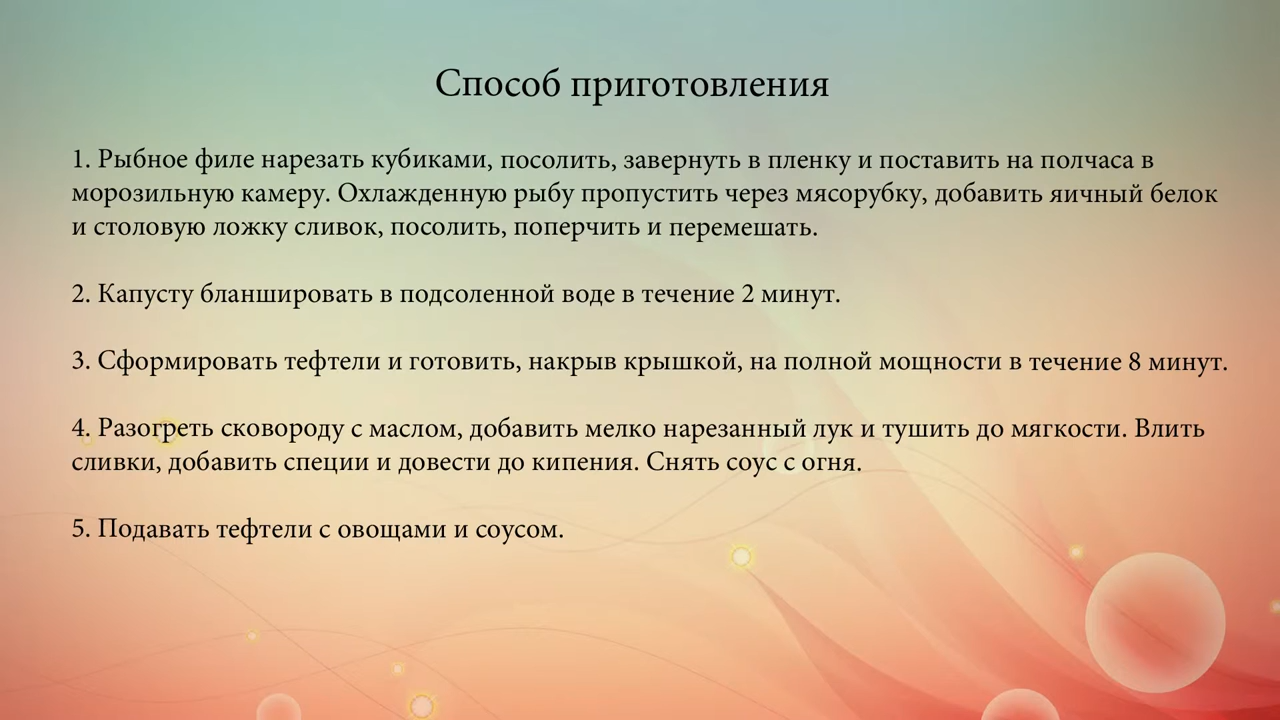 Способ приготовления
1. Рыбное филе нарезать кубиками, посолить, завернуть в пленку и поставить на полчаса в
морозильную камеру. Охлажденную рыбу пропустить через мясорубку, добавить яичный белок
и столовую ложку сливок, посолить, поперчить и перемешать.
2. Капусту бланшировать в подсоленной воде в течение 2 минут.
3. Сформировать тефтели и готовить, накрыв крышкой, на полной мощности в течение 8 минут.
4. Разогреть сковороду с маслом, добавить мелко нарезанный лук и тушить до мягкости. Влить
сливки, добавить специи и довести до кипения. Снять соус с огня.
5. Подавать тефтели с овощами и соусом.